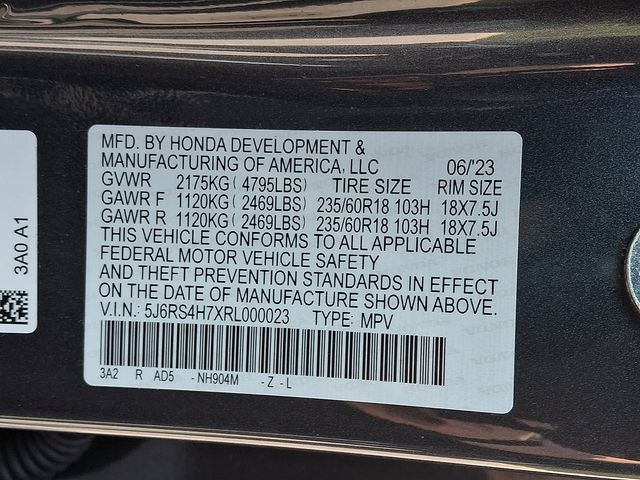 MFD. BY HONDA DEVELOPMENT &
MANUFACTURING OF AMERICA, LLC 06/'23
GVWR 2175KG ( 4795LBS) TIRE SIZE RIM SIZE
GAWR F 1120KG ( 2469LBS) 235/60R18 103H 18X7.5J
GAWR R 1120KG ( 2469LBS) 235/60R18 103H 18X7.5J
THIS VEHICLE CONFORMS TO ALL APPLICABLE
FEDERAL MOTOR VEHICLE SAFETY
AND THEFT PREVENTION STANDARDS IN EFFECT
ON THE DATE OF MANUFACTURE SHOWN ABOVE.
V.I.N.: 5J6RS4H7XRL000023 TYPE: MPV
3A2 R AD5 - NH904M - Z - L
3A0 A1